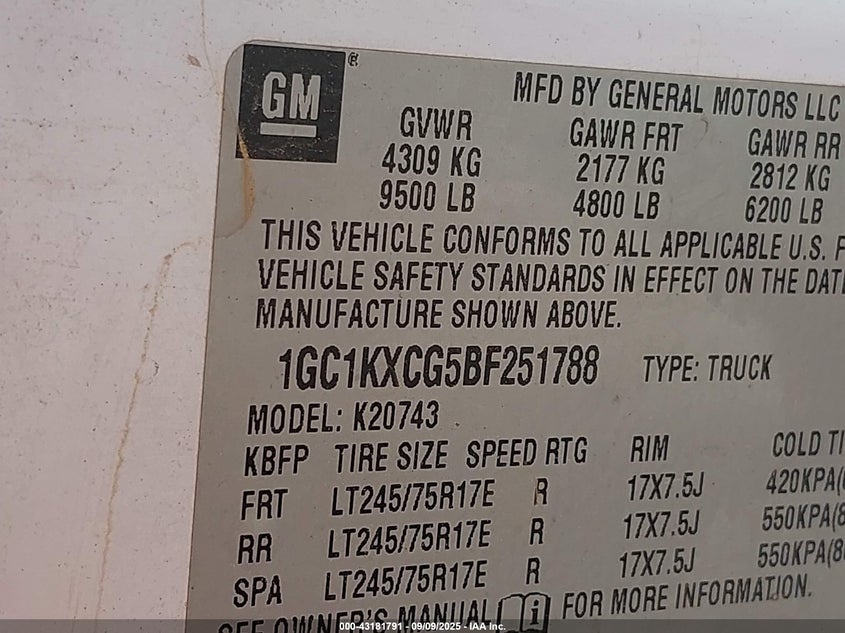 GM ®
MFD BY GENERAL MOTORS LLC
GVWR GAWR FRT GAWR RR
4309 KG 2177 KG 2812 KG
9500 LB 4800 LB 6200 LB
THIS VEHICLE CONFORMS TO ALL APPLICABLE U.S. F
VEHICLE SAFETY STANDARDS IN EFFECT ON THE DATE
MANUFACTURE SHOWN ABOVE.
1GC1KXCG5BF251788 TYPE: TRUCK
MODEL: K20743
KBFP TIRE SIZE SPEED RTG RIM COLD TI
FRT LT245/75R17E R 17X7.5J 420KPA(
RR LT245/75R17E R 17X7.5J 550KPA(8
SPA LT245/75R17E R 17X7.5J 550KPA(8
SEE OWNER'S MANUAL i FOR MORE INFORMATION.
000-43181791 - 09/09/2025 - IAA Inc.